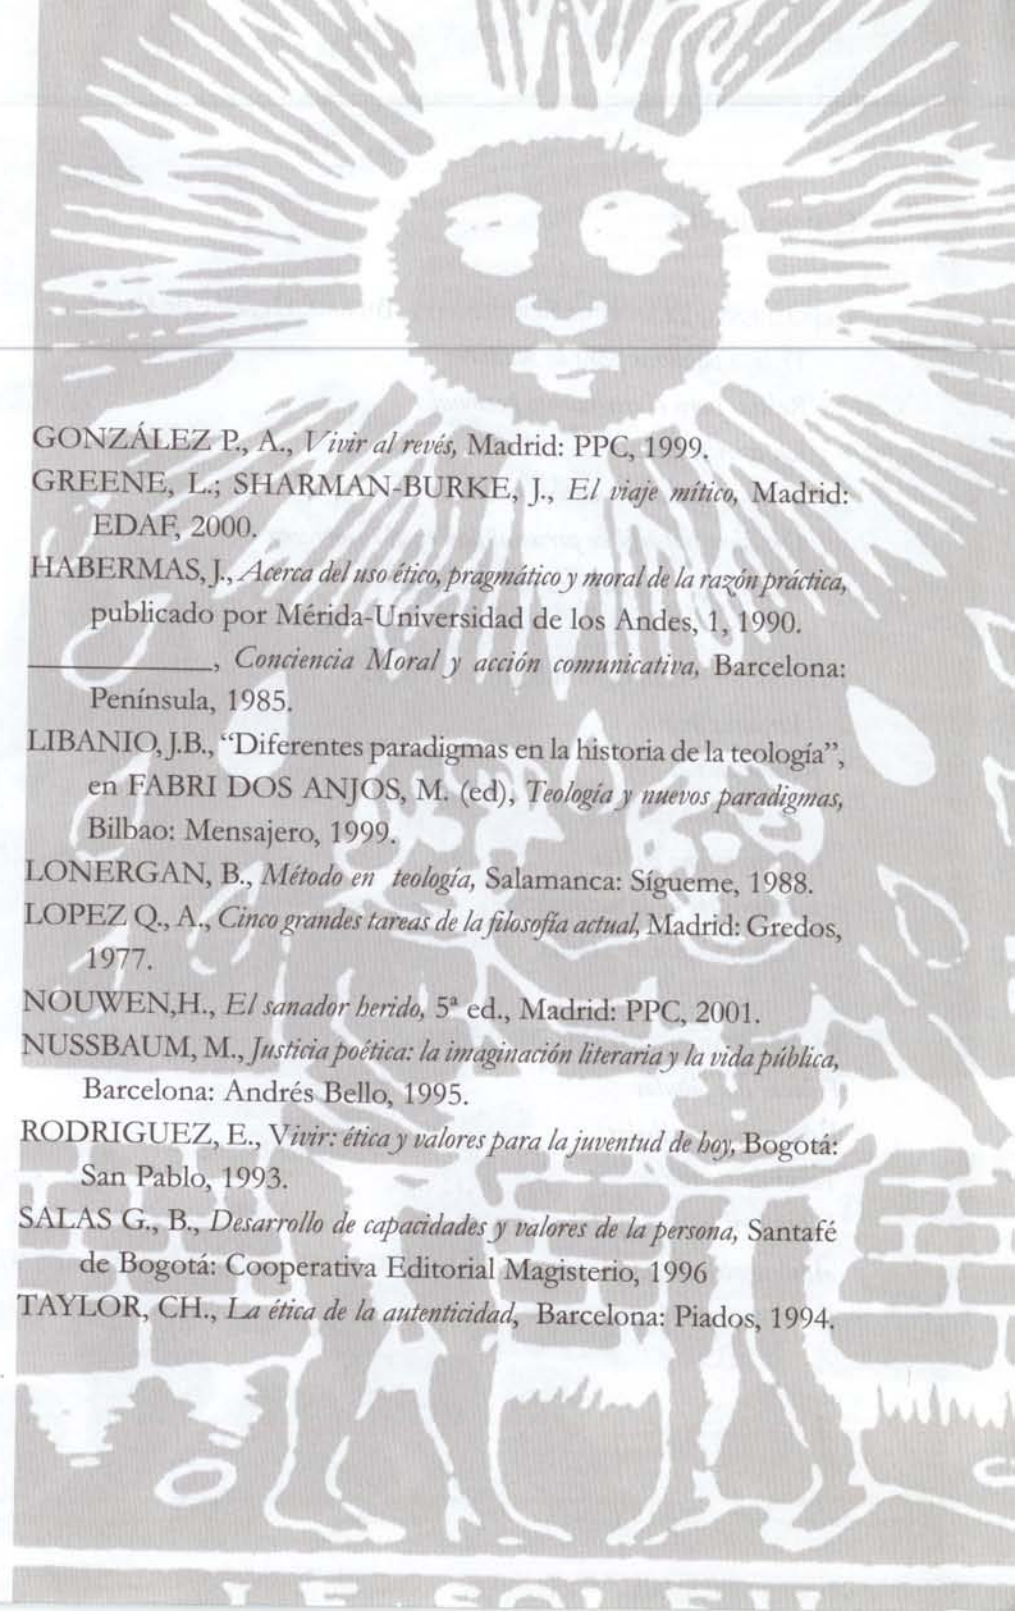 GONZÁLEZ P., A., Vivir al revés, Madrid: PPC, 1999.
GREENE, L.; SHARMAN-BURKE, J., El viaje mítico, Madrid:
EDAF, 2000.
HABERMAS, J., Acerca del uso ético, pragmático y moral de la razón práctica,
publicado por Mérida-Universidad de los Andes, 1, 1990.
____________, Conciencia Moral y acción comunicativa, Barcelona:
Península, 1985.
LIBANIO, J.B., “Diferentes paradigmas en la historia de la teología”,
en FABRI DOS ANJOS, M. (ed), Teología y nuevos paradigmas,
Bilbao: Mensajero, 1999.
LONERGAN, B., Método en teología, Salamanca: Sígueme, 1988.
LOPEZ Q., A., Cinco grandes tareas de la filosofía actual, Madrid: Gredos,
1977.
NOUWEN,H., El sanador herido, 5ª ed., Madrid: PPC, 2001.
NUSSBAUM, M., Justicia poética: la imaginación literaria y la vida pública,
Barcelona: Andrés Bello, 1995.
RODRIGUEZ, E., Vivir: ética y valores para la juventud de hoy, Bogotá:
San Pablo, 1993.
SALAS G., B., Desarrollo de capacidades y valores de la persona, Santafé
de Bogotá: Cooperativa Editorial Magisterio, 1996
TAYLOR, CH., La ética de la autenticidad, Barcelona: Piados, 1994.
LE SOLEIL